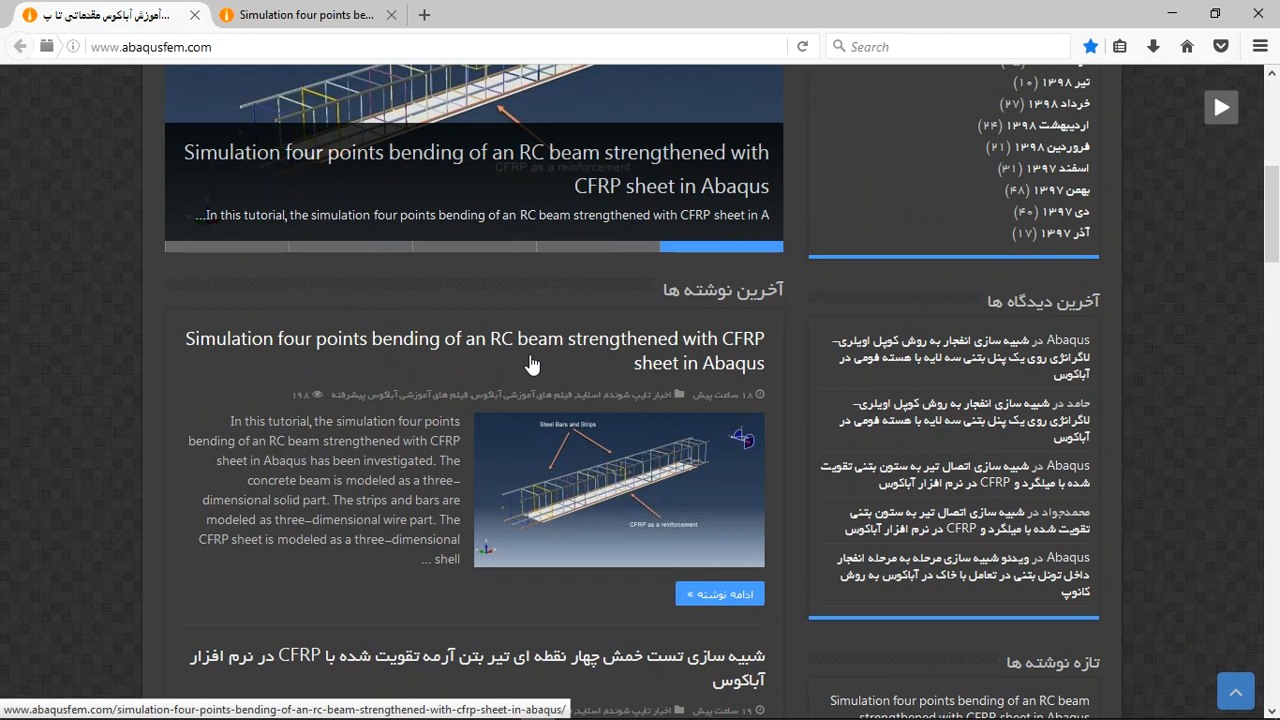 آموزش آباکوس مقدماتی تا پ...
Simulation four points be...
www.abaqusfem.com
Search
Simulation four points bending of an RC beam strengthened with
CFRP sheet in Abaqus
...In this tutorial, the simulation four points bending of an RC beam strengthened with CFRP sheet in A
آخرین نوشته ها
Simulation four points bending of an RC beam strengthened with CFRP
sheet in Abaqus
۱۸ ساعت پیش اخبار تایپ شونده, اسلاید, فیلم های آموزشی آباکوس, فیلم های آموزشی آباکوس پیشرفته ۱۹۸
In this tutorial, the simulation four points
bending of an RC beam strengthened with CFRP
sheet in Abaqus has been investigated. The
concrete beam is modeled as a three-
dimensional solid part. The strips and bars are
modeled as three-dimensional wire part. The
CFRP sheet is modeled as a three-dimensional
... shell
Steel Bars and Strips
CFRP as a reinforcement
ادامه نوشته »
شبیه سازی تست خمش چهار نقطه ای تیر بتن آرمه تقویت شده با CFRP در نرم افزار
آباکوس
۱۹ ساعت پیش اخبار تایپ شونده, اسلاید,
تیر ۱۳۹۸ (۱۰)
خرداد ۱۳۹۸ (۲۷)
اردیبهشت ۱۳۹۸ (۲۴)
فروردین ۱۳۹۸ (۲۱)
اسفند ۱۳۹۷ (۳۱)
بهمن ۱۳۹۷ (۴۸)
دی ۱۳۹۷ (۴۰)
آذر ۱۳۹۷ (۱۷)
آخرین دیدگاه ها
Abaqus در شبیه سازی انفجار به روش کوپل اویلری-
لاگرانژی روی یک پنل بتنی سه لایه با هسته فومی در
آباکوس
حامد در شبیه سازی انفجار به روش کوپل اویلری-
لاگرانژی روی یک پنل بتنی سه لایه با هسته فومی در
آباکوس
Abaqus در شبیه سازی اتصال تیر به ستون بتنی تقویت
شده با میلگرد و CFRP در نرم افزار آباکوس
محمدجواد در شبیه سازی اتصال تیر به ستون بتنی
تقویت شده با میلگرد و CFRP در نرم افزار آباکوس
Abaqus در ویدئو شبیه سازی مرحله به مرحله انفجار
داخل تونل بتنی در تعامل با خاک در آباکوس به روش
کانوپ
تازه نوشته ها
Simulation four points bending of an RC beam
strengthened with CFRP sheet in Abaqus
www.abaqusfem.com/simulation-four-points-bending-of-an-rc-beam-strengthened-with-cfrp-sheet-in-abaqus/